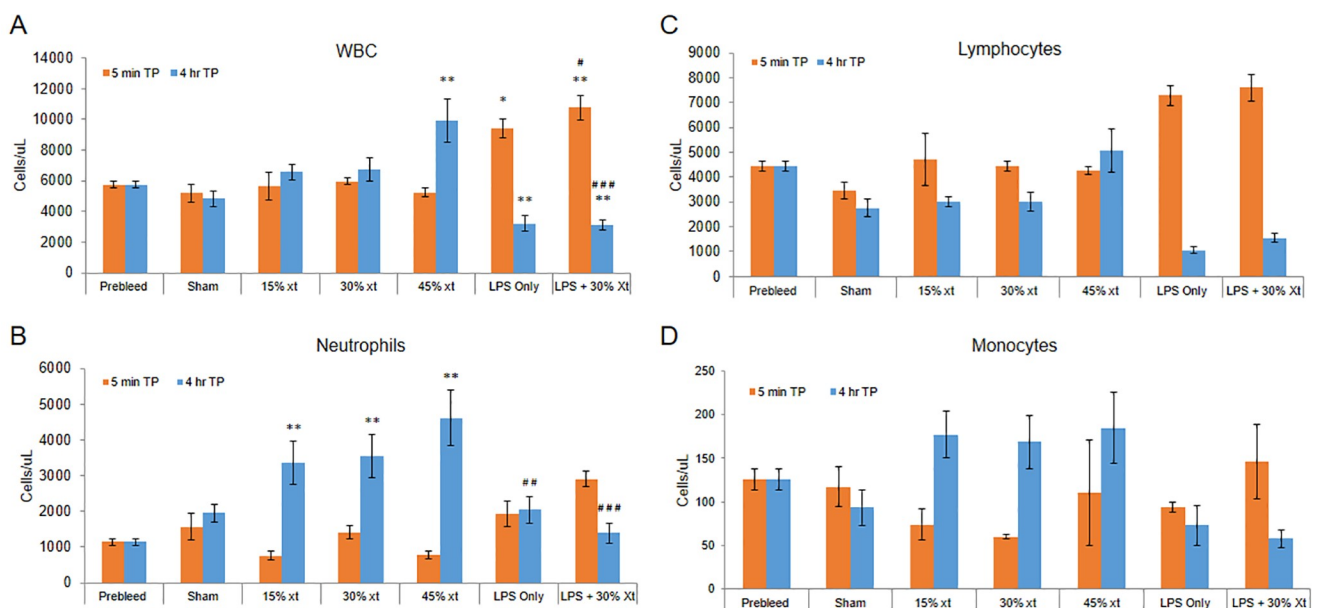 A
WBC
5 min TP 4 hr TP
Cells/uL
14000
12000
10000
8000
6000
4000
2000
0
** * # ** ** ### **
Prebleed Sham 15% xt 30% xt 45% xt LPS Only LPS + 30% Xt
B
Neutrophils
5 min TP 4 hr TP
Cells/uL
6000
5000
4000
3000
2000
1000
0
** ** ** ## ###
Prebleed Sham 15% xt 30% xt 45% xt LPS Only LPS + 30% Xt
C
Lymphocytes
5 min TP 4 hr TP
Cells/uL
9000
8000
7000
6000
5000
4000
3000
2000
1000
0
Prebleed Sham 15% xt 30% xt 45% xt LPS Only LPS + 30% Xt
D
Monocytes
5 min TP 4 hr TP
Cells/uL
250
200
150
100
50
0
Prebleed Sham 15% xt 30% xt 45% xt LPS Only LPS + 30% Xt